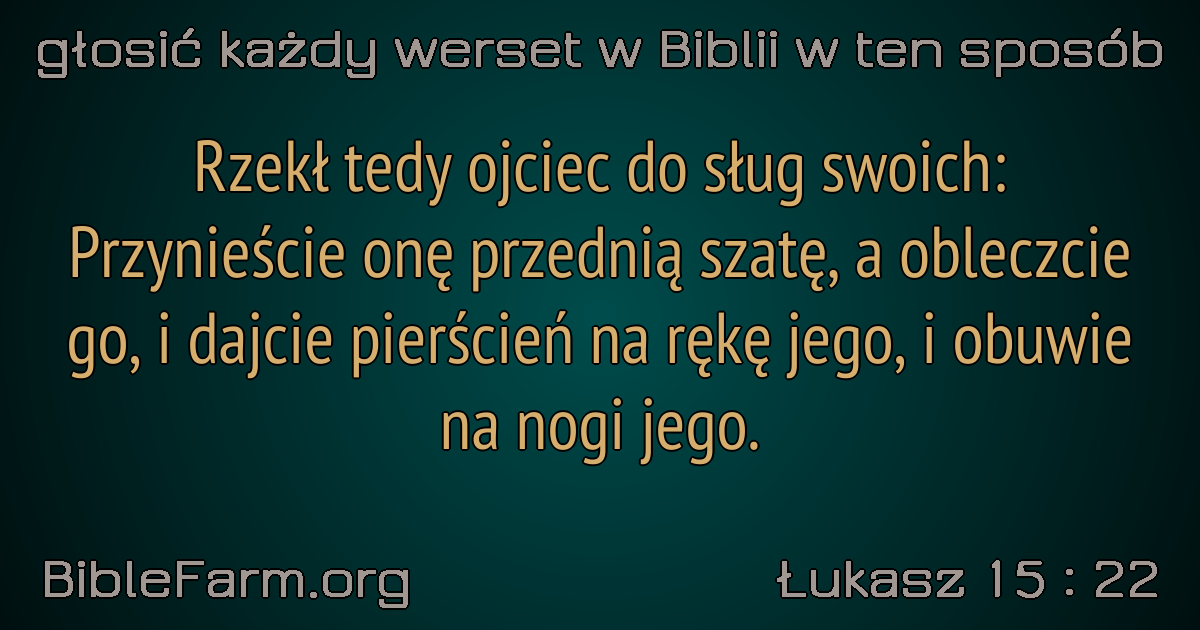 głosić każdy werset w Biblii w ten sposób
Rzekł tedy ojciec do sług swoich:
Przynieście onę przednią szatę, a obleczcie
go, i dajcie pierścień na rękę jego, i obuwie
na nogi jego.
BibleFarm.org
Łukasz 15 : 22